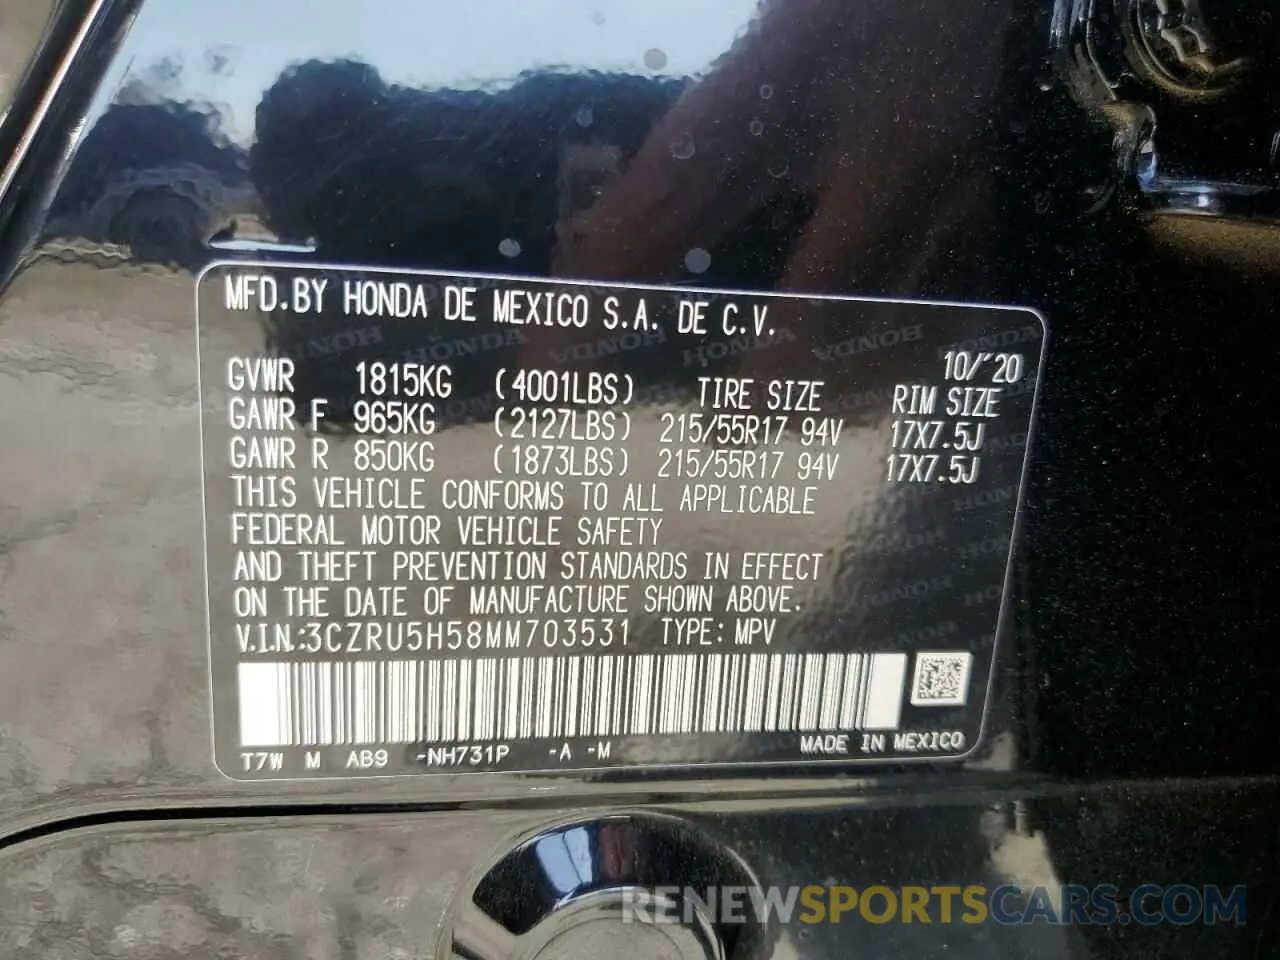 MFD.BY HONDA DE MEXICO S.A. DE C.V.
10/'20
GVWR 1815KG (4001LBS) TIRE SIZE RIM SIZE
GAWR F 965KG (2127LBS) 215/55R17 94V 17X7.5J
GAWR R 850KG (1873LBS) 215/55R17 94V 17X7.5J
THIS VEHICLE CONFORMS TO ALL APPLICABLE
FEDERAL MOTOR VEHICLE SAFETY
AND THEFT PREVENTION STANDARDS IN EFFECT
ON THE DATE OF MANUFACTURE SHOWN ABOVE.
V.I.N.:3CZRU5H58MM703531 TYPE: MPV
T7W M AB9 -NH731P -A -M MADE IN MEXICO
RENEWSPORTSCARS.COM